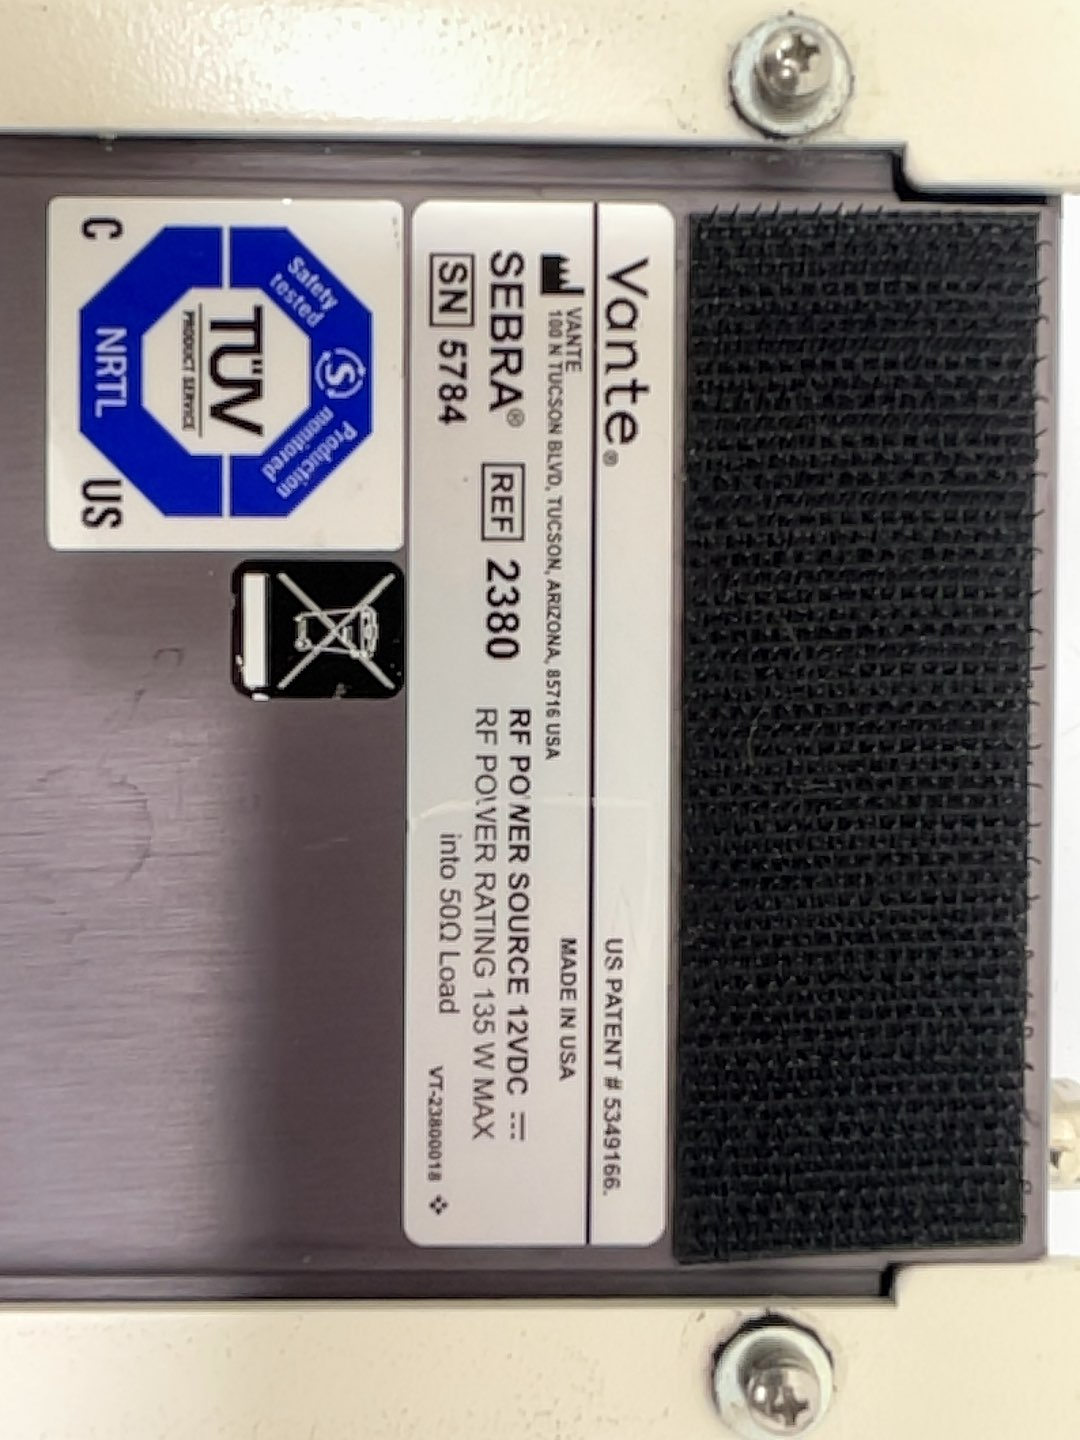 Vante®
US PATENT # 5349166.
VANTE
100 N TUCSON BLVD, TUCSON, ARIZONA, 85716 USA
MADE IN USA
SEBRA® REF 2380 RF POWER SOURCE 12VDC
SN 5784 RF POWER RATING 135 W MAX
into 50Ω Load
VT-23800018
Safety tested
S
Production monitored
TÜV
PRODUCT SERVICE
NRTL
C US